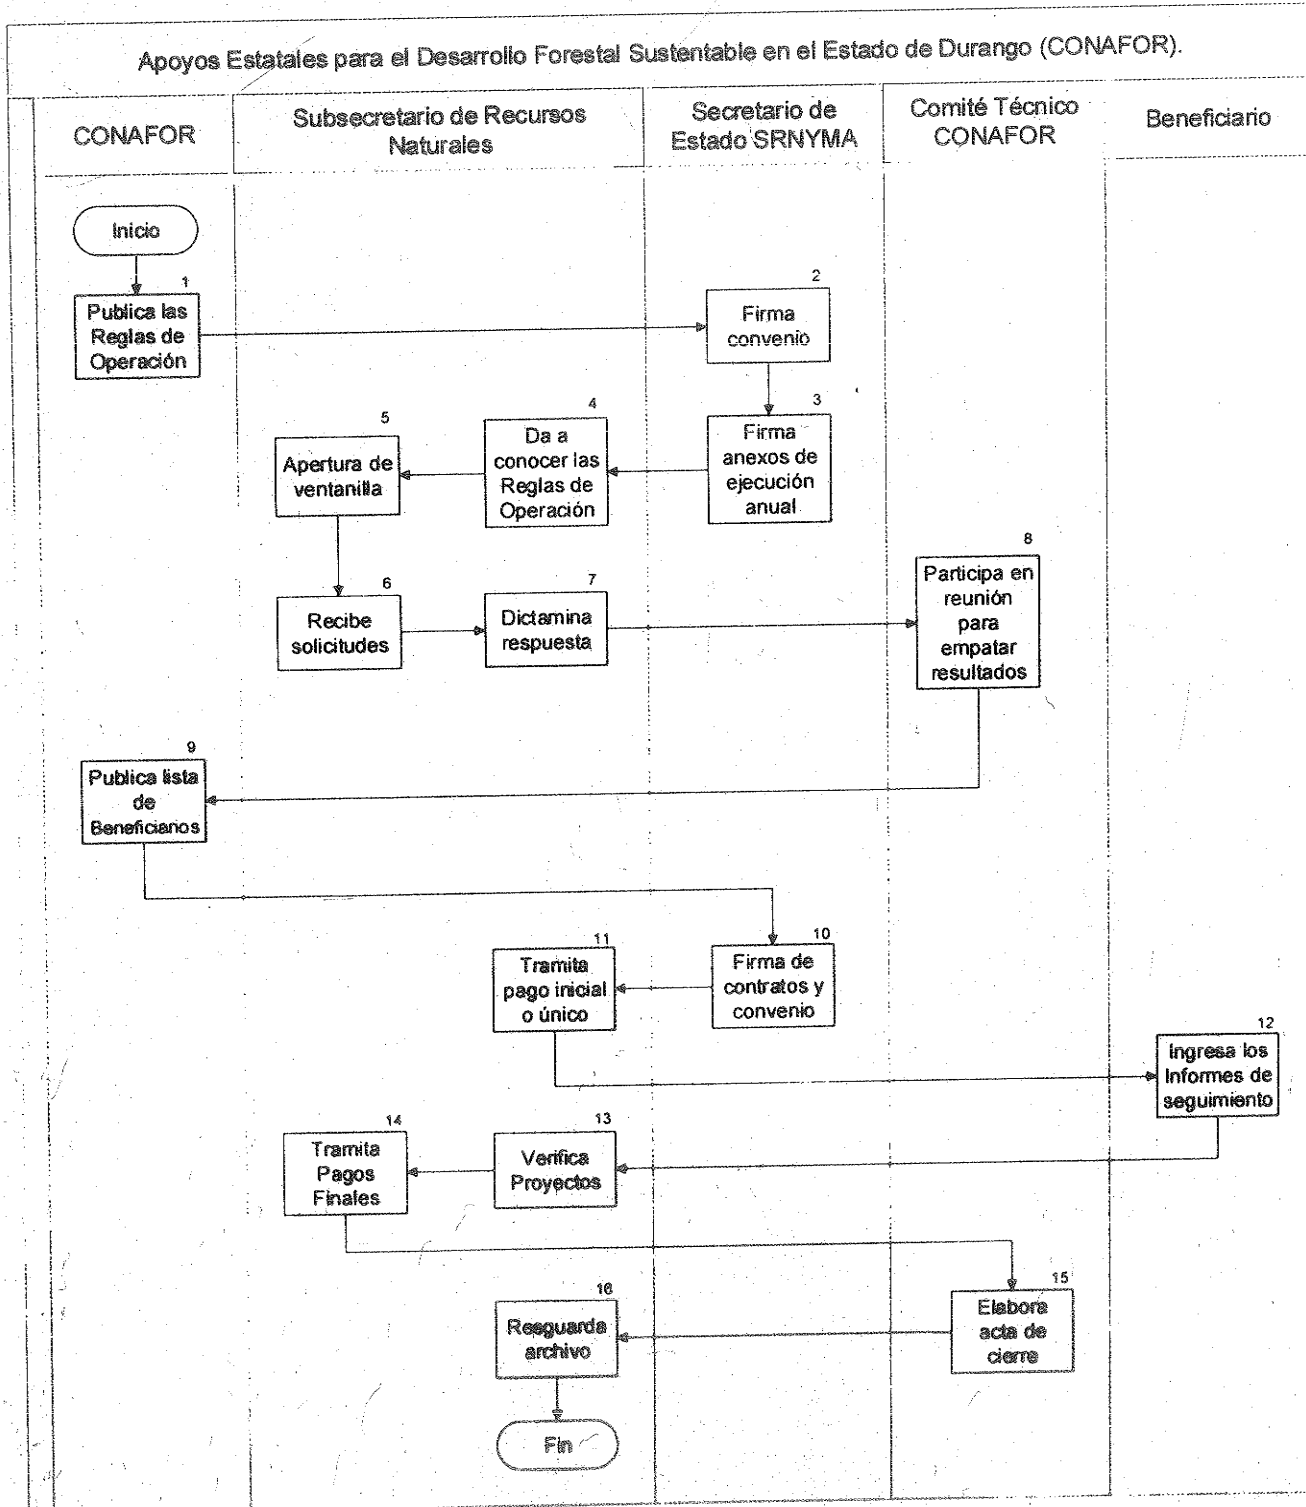 Apoyos Estatales para el Desarrollo Forestal Sustentable en el Estado de Durango (CONAFOR).
CONAFOR
Subsecretario de Recursos
Naturales
Secretario de
Estado SRNYMA
Comité Técnico
CONAFOR
Beneficiario
Inicio
1
Publica las
Reglas de
Operación
2
Firma
convenio
3
Firma
anexos de
ejecución
anual
4
Da a
conocer las
Reglas de
Operación
5
Apertura de
ventanilla
6
Recibe
solicitudes
7
Dictamina
respuesta
8
Participa en
reunión
para
empatar
resultados
9
Publica lista
de
Beneficiarios
10
Firma de
contratos y
convenio
11
Tramita
pago inicial
o único
12
Ingresa los
Informes de
seguimiento
13
Verifica
Proyectos
14
Tramita
Pagos
Finales
15
Elabora
acta de
cierre
16
Resguarda
archivo
Fin